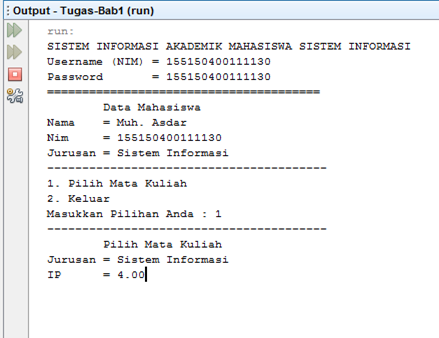 Output - Tugas-Bab1 (run)
run:
SISTEM INFORMASI AKADEMIK MAHASISWA SISTEM INFORMASI
Username (NIM) = 155150400111130
Password       = 155150400111130
=======================================
        Data Mahasiswa
Nama    = Muh. Asdar
Nim     = 155150400111130
Jurusan = Sistem Informasi
----------------------------------------
1. Pilih Mata Kuliah
2. Keluar
Masukkan Pilihan Anda : 1
----------------------------------------
        Pilih Mata Kuliah
Jurusan = Sistem Informasi
IP      = 4.00